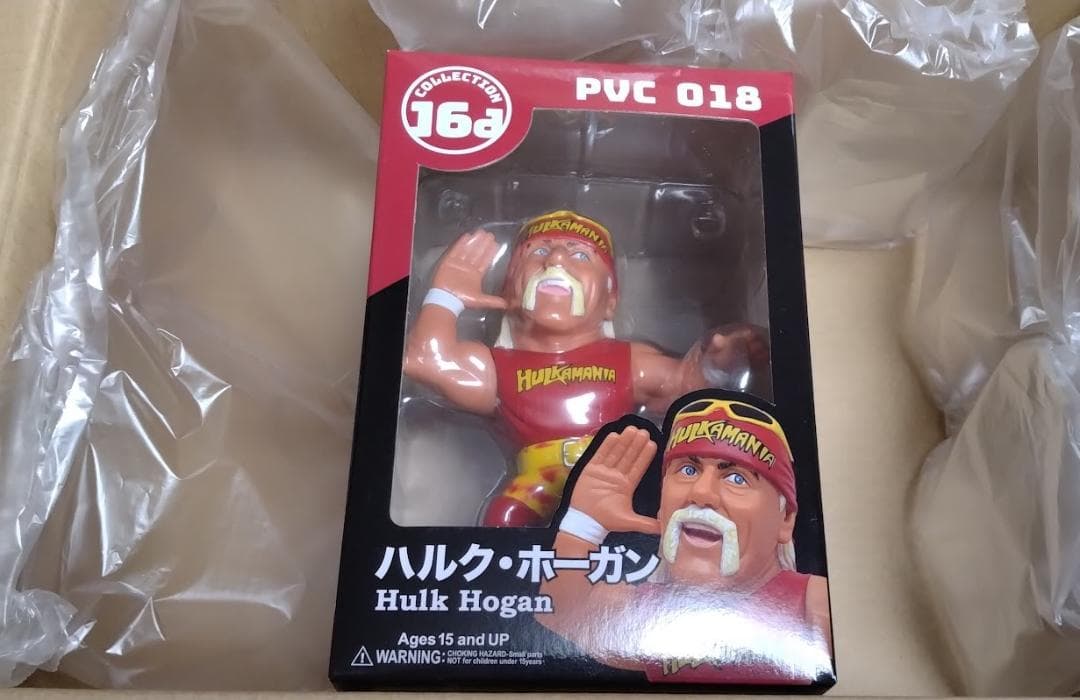 COLLECTION
16d
PVC 018
HULKAMANIA
HULKAMANIA
HULKAMANIA
ハルク・ホーガン
Hulk Hogan
Ages 15 and UP
WARNING: CHOKING HAZARD-Small parts
NOT for children under 15years